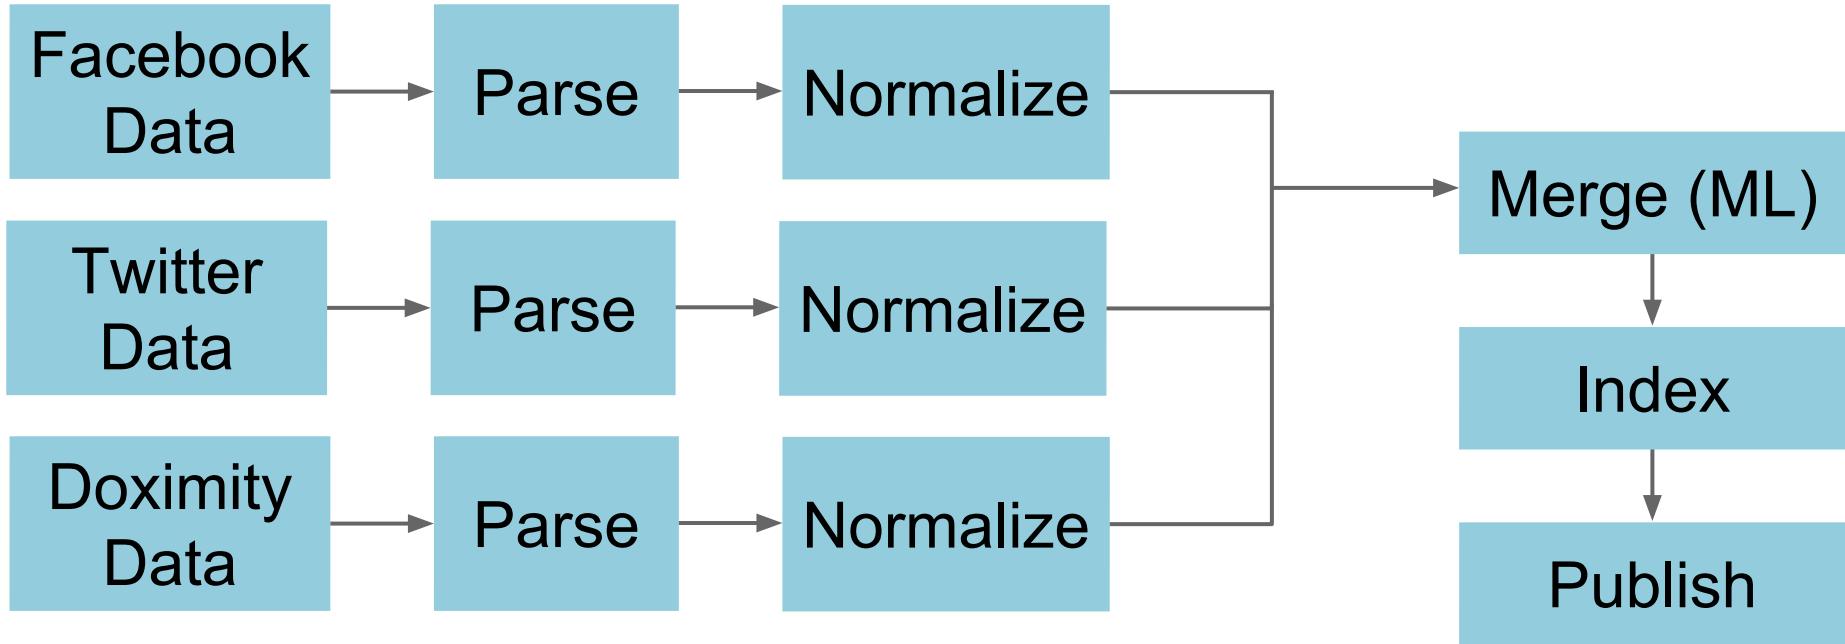 Facebook
Data
Parse
Normalize
Twitter
Data
Parse
Normalize
Doximity
Data
Parse
Normalize
Merge (ML)
Index
Publish